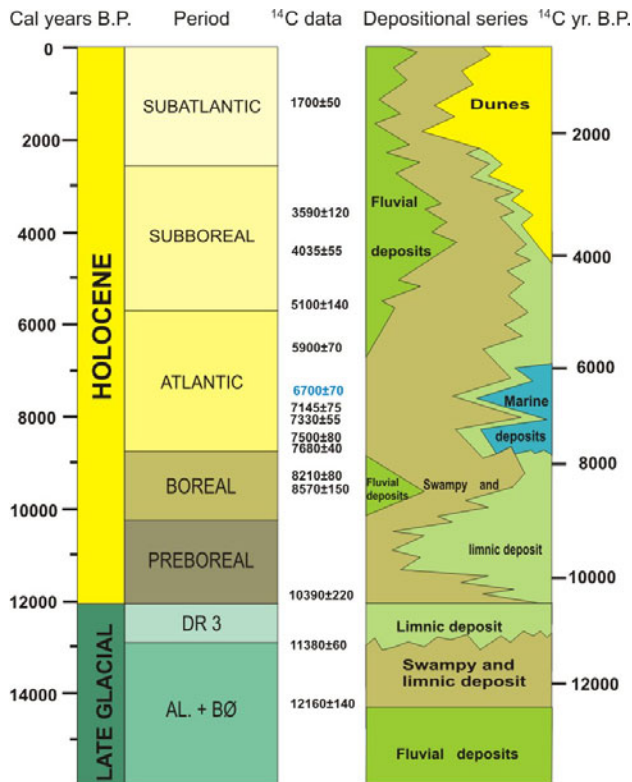 Cal years B.P. Period ¹⁴C data Depositional series ¹⁴C yr. B.P.
0
SUBATLANTIC
1700±50
Dunes
2000
2000
Fluvial
3590±120
4000
SUBBOREAL
4035±55
deposits
4000
5100±140
6000
5900±70
6000
HOLOCENE
ATLANTIC
6700±70
Marine
7145±75
7330±55
8000
7500±80
deposits
7680±40
8000
BOREAL
8210±80
Fluvial
Swampy and
8570±150
deposits
10000
PREBOREAL
limnic deposit
10390±220
10000
12000
DR 3
Limnic deposit
11380±60
Swampy and
limnic deposit
12000
LATE GLACIAL
14000
AL. + BØ
12160±140
Fluvial deposits